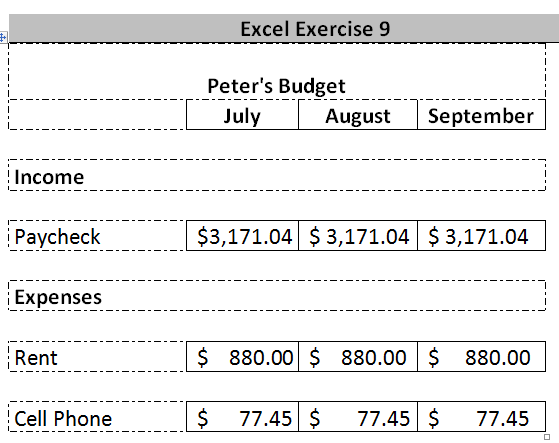 Excel Exercise 9
Peter's Budget
July August September
Income
Paycheck $3,171.04 $ 3,171.04 $ 3,171.04
Expenses
Rent $ 880.00 $ 880.00 $ 880.00
Cell Phone $ 77.45 $ 77.45 $ 77.45